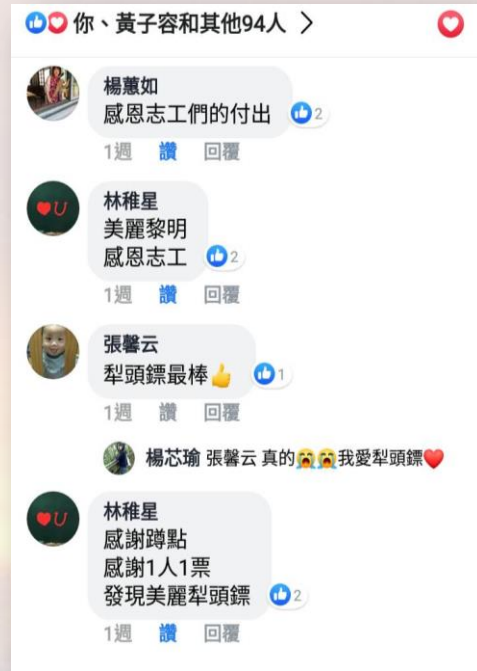 你、黃子容和其他94人 >
楊蕙如
感恩志工們的付出 2
1週 讚 回覆
U
林稚星
美麗黎明
感恩志工 2
1週 讚 回覆
張馨云
犁頭鏢最棒👍 1
1週 讚 回覆
楊芯瑜 張馨云 真的😭😭我愛犁頭鏢❤️
U
林稚星
感謝蹲點
感謝1人1票
發現美麗犁頭鏢 2
1週 讚 回覆